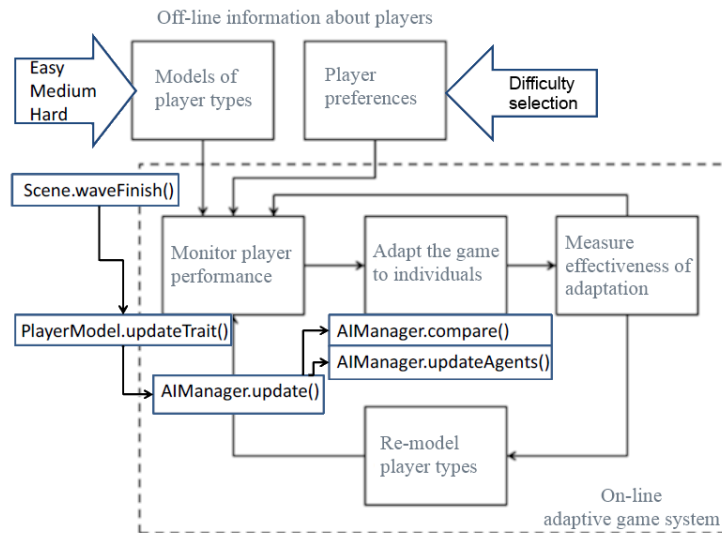 Off-line information about players
Easy
Medium
Hard
Models of
player types
Player
preferences
Difficulty
selection
Scene.waveFinish()
Monitor player
performance
Adapt the game
to individuals
Measure
effectiveness of
adaptation
PlayerModel.updateTrait()
AIManager.compare()
AIManager.updateAgents()
AIManager.update()
Re-model
player types
On-line
adaptive game system